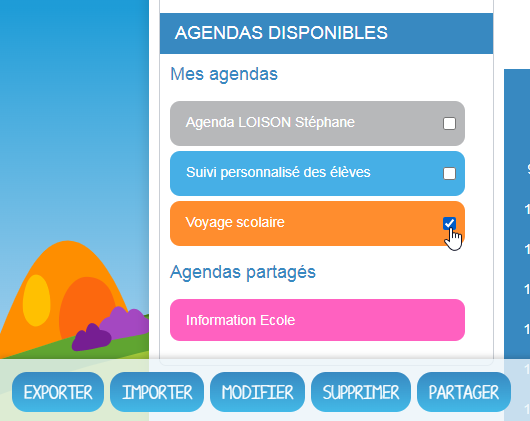 AGENDAS DISPONIBLES
Mes agendas
Agenda LOISON Stéphane
Suivi personnalisé des élèves
Voyage scolaire
Agendas partagés
Information Ecole
EXPORTER IMPORTER MODIFIER SUPPRIMER PARTAGER